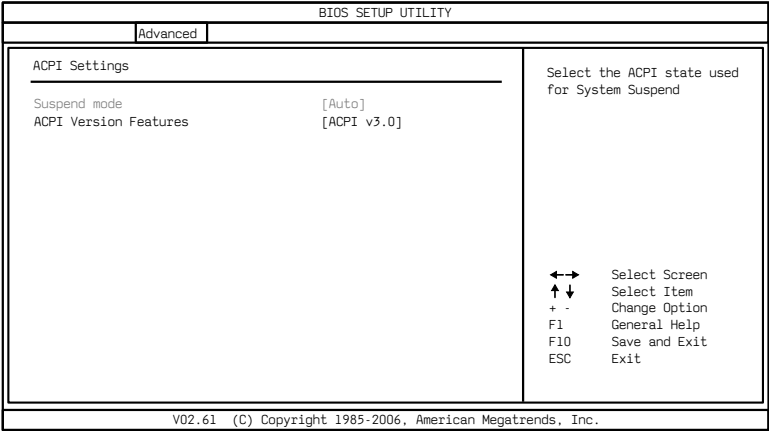 BIOS SETUP UTILITY
Advanced
ACPI Settings
Suspend mode [Auto]
ACPI Version Features [ACPI v3.0]
Select the ACPI state used
for System Suspend
←→ Select Screen
↑↓ Select Item
+ - Change Option
F1 General Help
F10 Save and Exit
ESC Exit
V02.61 (C) Copyright 1985-2006, American Megatrends, Inc.